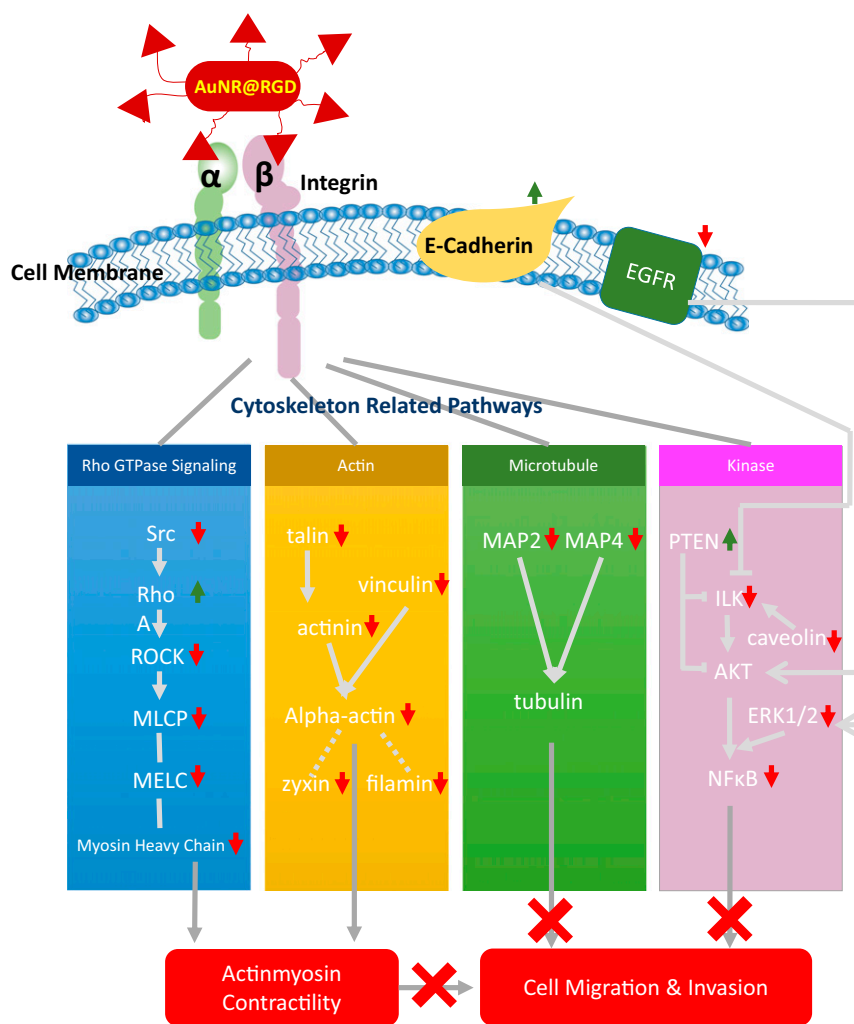 AuNR@RGD
α
β
Integrin
E-Cadherin
EGFR
Cell Membrane
Cytoskeleton Related Pathways
Rho GTPase Signaling
Src
Rho
A
ROCK
MLCP
MELC
Myosin Heavy Chain
Actin
talin
vinculin
actinin
Alpha-actin
zyxin filamin
Microtubule
MAP2 MAP4
tubulin
Kinase
PTEN
ILK
caveolin
AKT
ERK1/2
NFκB
Actinmyosin
Contractility
Cell Migration & Invasion